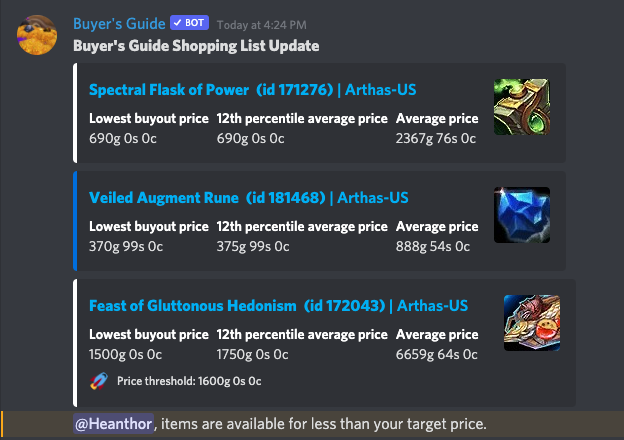 Buyer's Guide ✓ BOT Today at 4:24 PM
Buyer's Guide Shopping List Update
Spectral Flask of Power (id 171276) | Arthas-US
Lowest buyout price 12th percentile average price Average price
690g 0s 0c 690g 0s 0c 2367g 76s 0c
Veiled Augment Rune (id 181468) | Arthas-US
Lowest buyout price 12th percentile average price Average price
370g 99s 0c 375g 99s 0c 888g 54s 0c
Feast of Gluttonous Hedonism (id 172043) | Arthas-US
Lowest buyout price 12th percentile average price Average price
1500g 0s 0c 1750g 0s 0c 6659g 64s 0c
Price threshold: 1600g 0s 0c
@Heanthor, items are available for less than your target price.